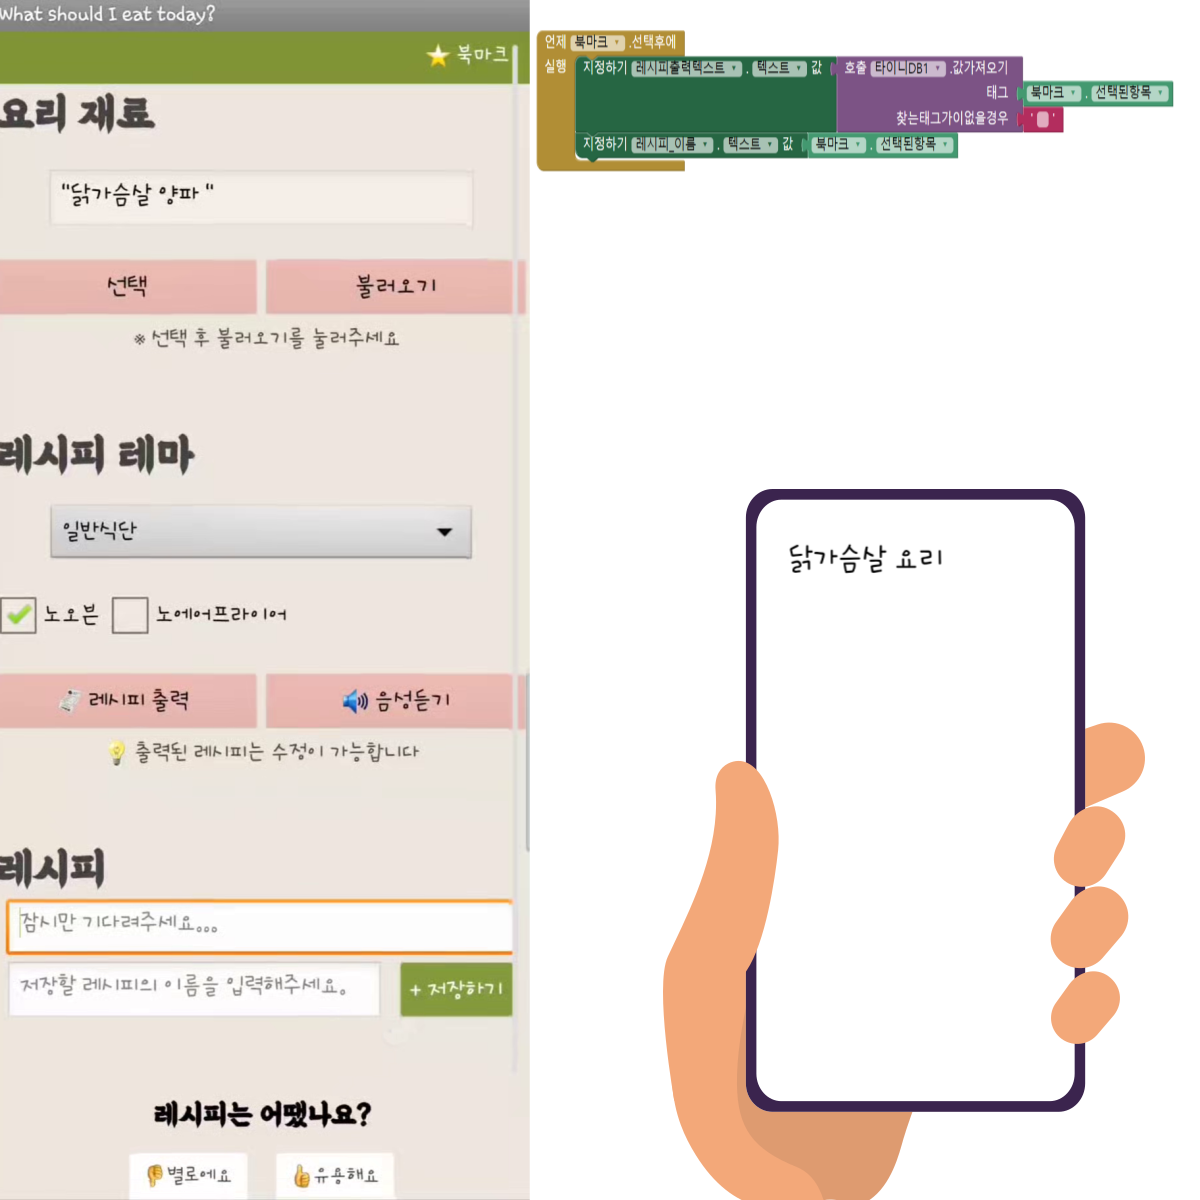 What should I eat today?
⭐ 북마크
요리 재료
"닭가슴살 양파 "
선택
불러오기
※ 선택 후 불러오기를 눌러주세요
레시피 테마
일반식단
노오븐
노에어프라이어
레시피 출력
음성듣기
💡 출력된 레시피는 수정이 가능합니다
레시피
잠시만 기다려주세요...
저장할 레시피의 이름을 입력해주세요.
+ 저장하기
레시피는 어땠나요?
👎 별로에요
👍 유용해요
언제 북마크 .선택후에
실행 지정하기 레시피출력텍스트 . 텍스트 값 호출 타이니DB1 .값가져오기
태그 북마크 . 선택된항목
찾는태그가이없을경우 ' '
지정하기 레시피_이름 . 텍스트 값 북마크 . 선택된항목
닭가슴살 요리